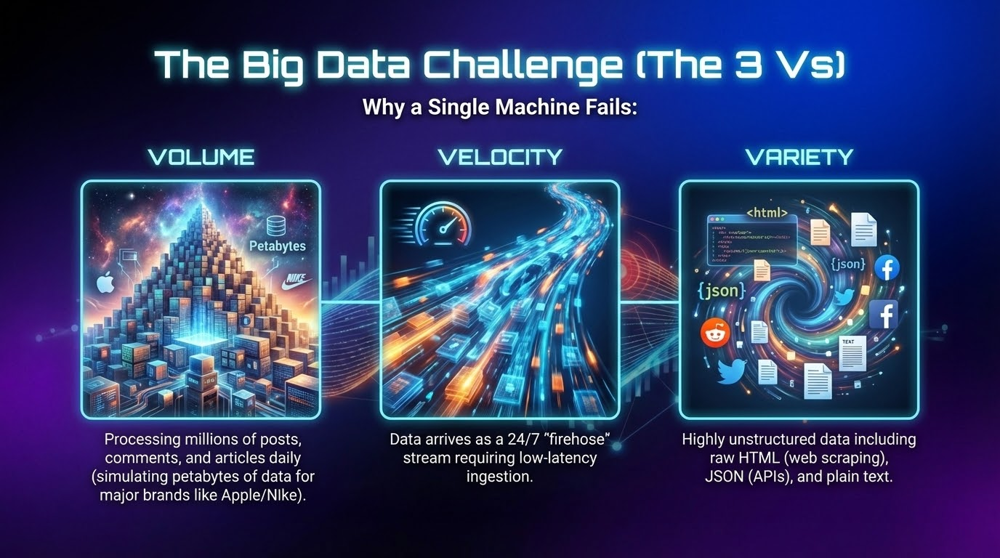 The Big Data Challenge (The 3 Vs)
Why a Single Machine Fails:
VOLUME
Petabytes
NIKE
Processing millions of posts,
comments, and articles daily
(simulating petabytes of data for
major brands like Apple/NIke).
VELOCITY
Data arrives as a 24/7 "firehose"
stream requiring low-latency
ingestion.
VARIETY
<html>
{json}
{json}
TEAT
Highly unstructured data including
raw HTML (web scraping),
JSON (APIs), and plain text.